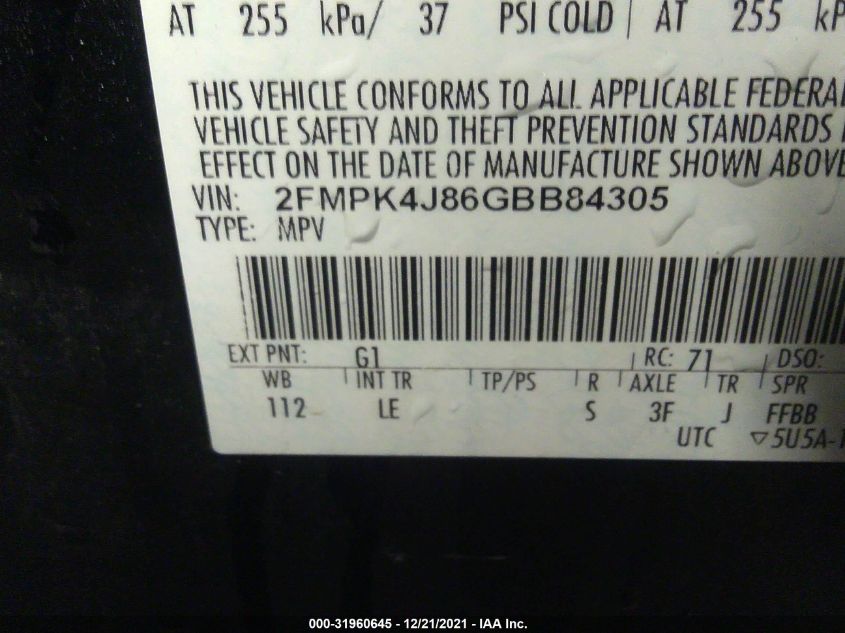 AT 255 kPa/ 37 PSI COLD | AT 255
THIS VEHICLE CONFORMS TO ALL APPLICABLE FEDERAL
VEHICLE SAFETY AND THEFT PREVENTION STANDARDS
EFFECT ON THE DATE OF MANUFACTURE SHOWN ABOVE
VIN: 2FMPK4J86GBB84305
TYPE: MPV
EXT PNT: G1 | RC: 71 | DSO:
WB | INT TR | TP/PS | R | AXLE | TR | SPR
112 LE S 3F J FFBB
UTC ▽5U5A-
000-31960645 - 12/21/2021 - IAA Inc.